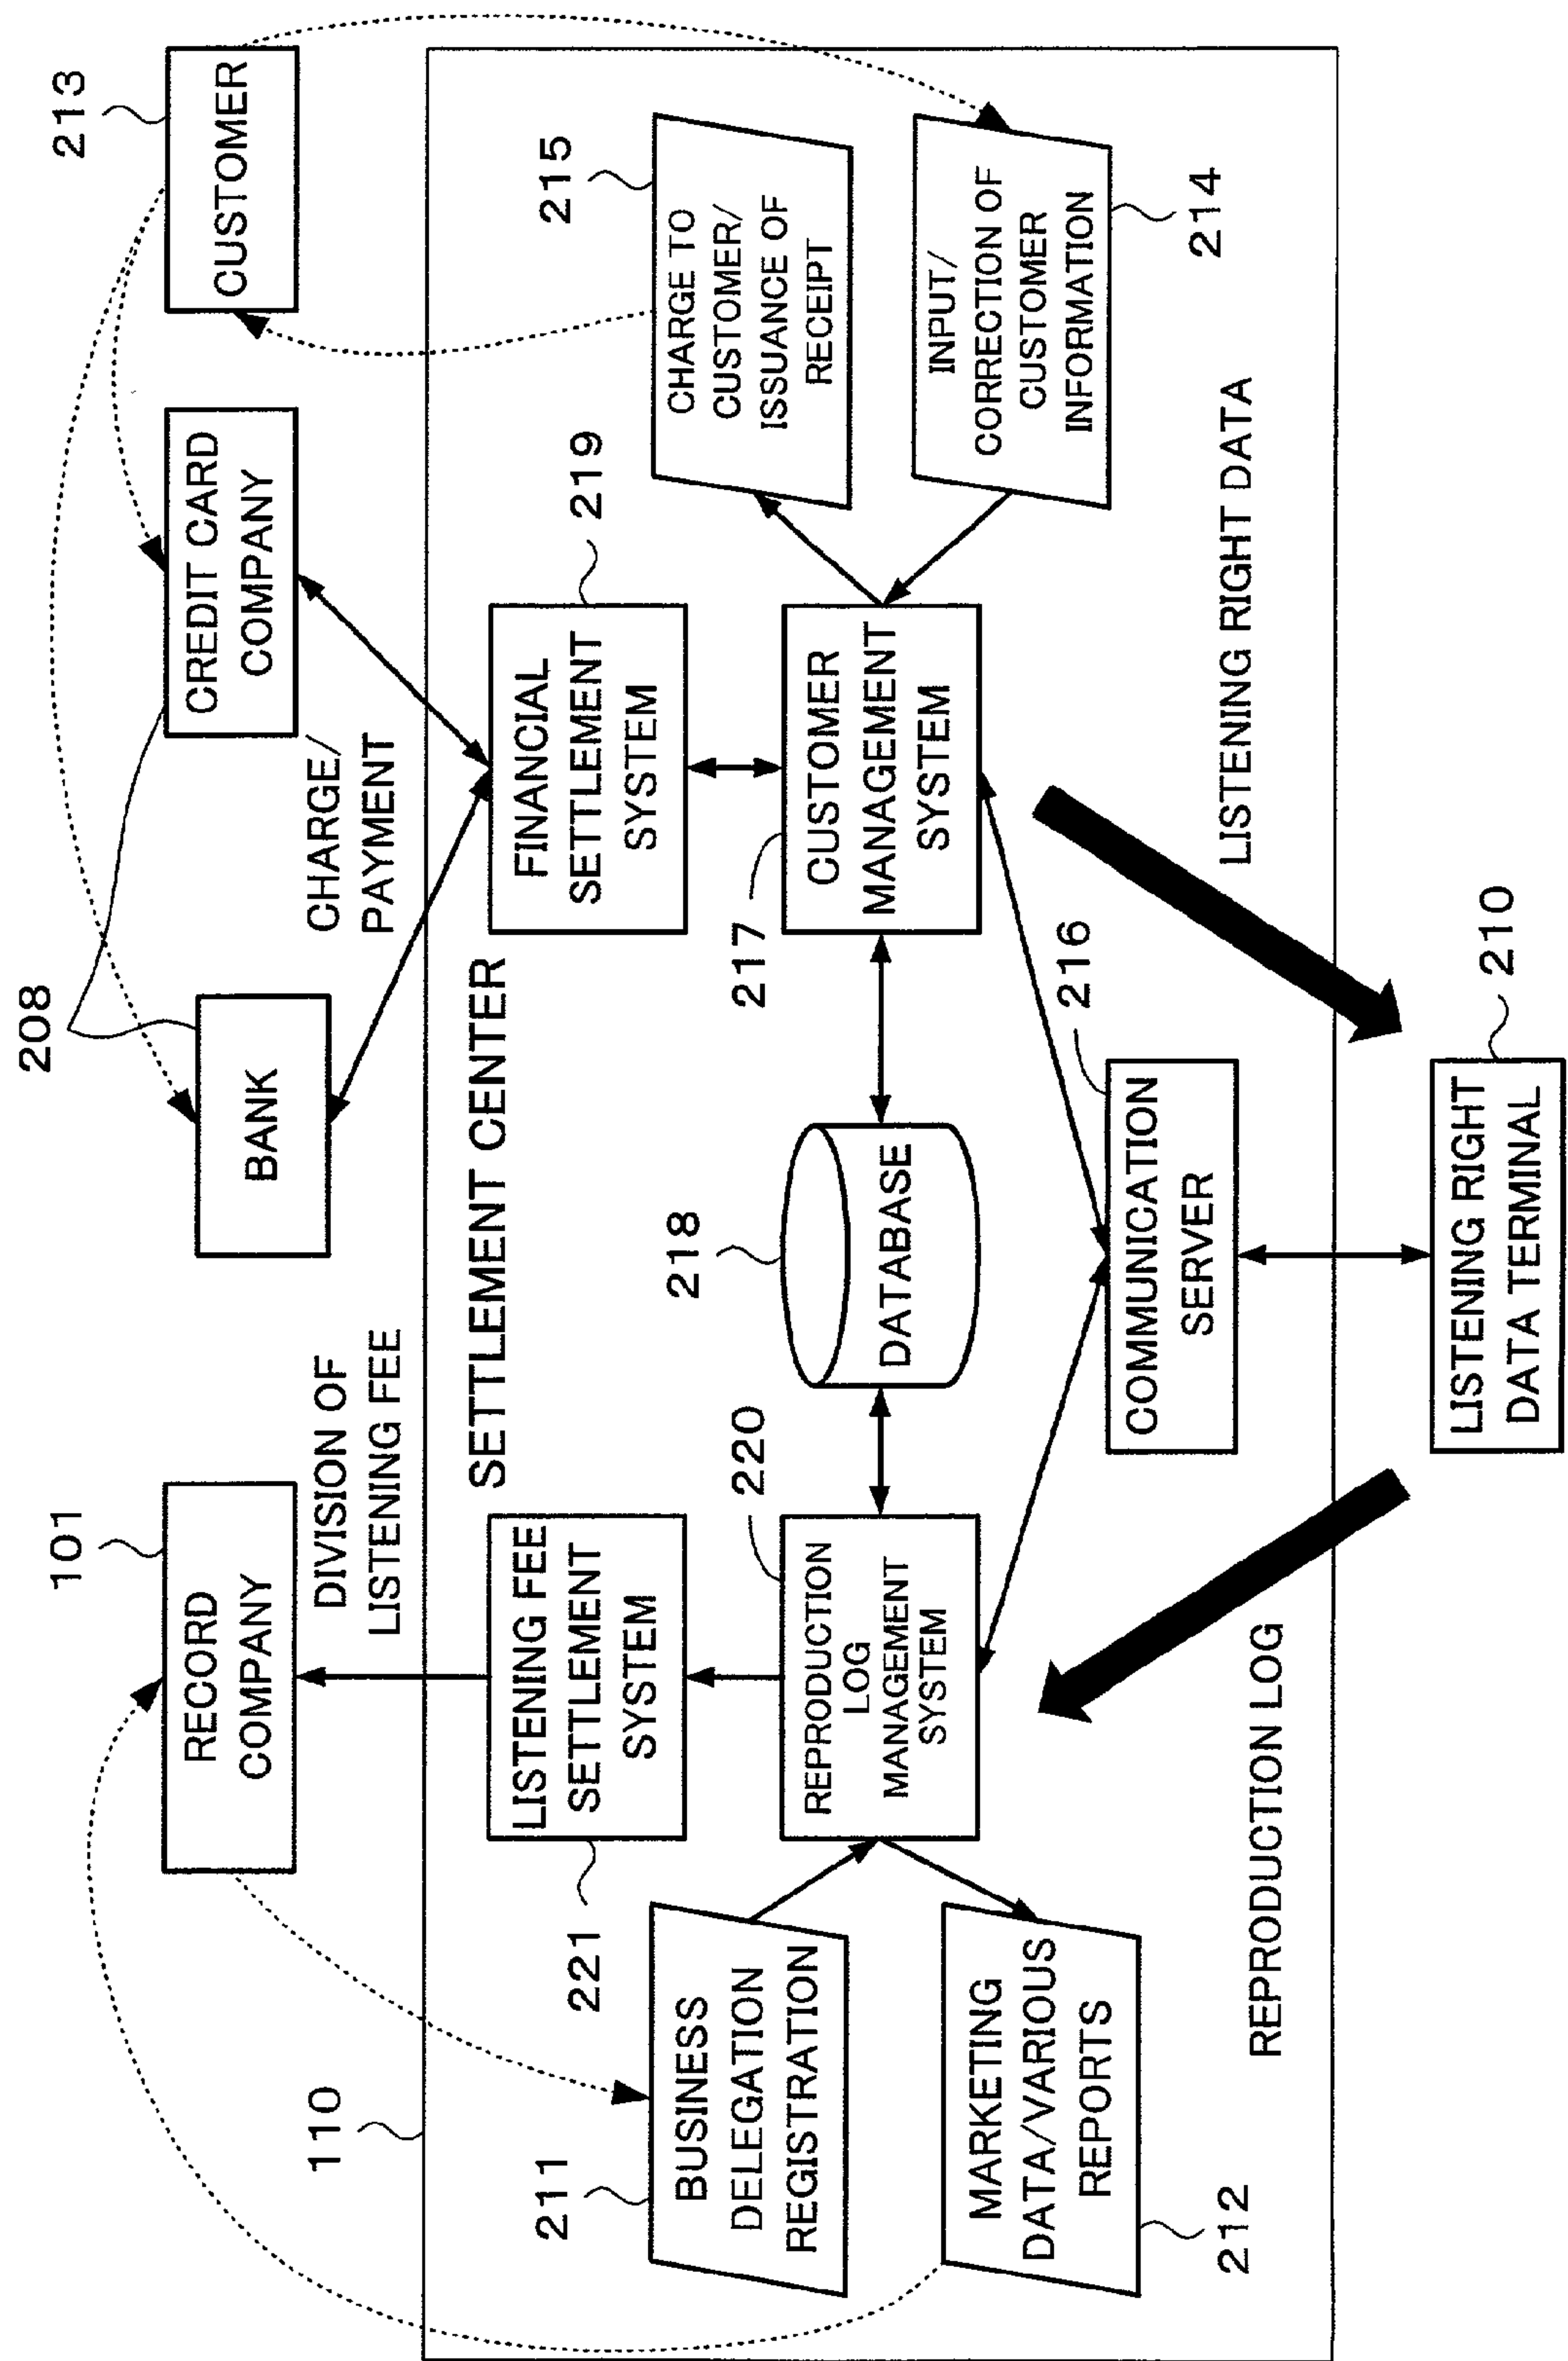 101
RECORD
COMPANY
DIVISION OF
LISTENING FEE
208
BANK
CREDIT CARD
COMPANY
CHARGE/
PAYMENT
213
CUSTOMER
110
SETTLEMENT CENTER
LISTENING FEE
SETTLEMENT
SYSTEM
221
FINANCIAL
SETTLEMENT
SYSTEM
219
211
BUSINESS
DELEGATION
REGISTRATION
215
CHARGE TO
CUSTOMER/
ISSUANCE OF
RECEIPT
220
REPRODUCTION
LOG
MANAGEMENT
SYSTEM
218
DATABASE
217
CUSTOMER
MANAGEMENT
SYSTEM
MARKETING
DATA/VARIOUS
REPORTS
212
INPUT/
CORRECTION OF
CUSTOMER
INFORMATION
214
216
COMMUNICATION
SERVER
REPRODUCTION LOG
LISTENING RIGHT DATA
210
LISTENING RIGHT
DATA TERMINAL